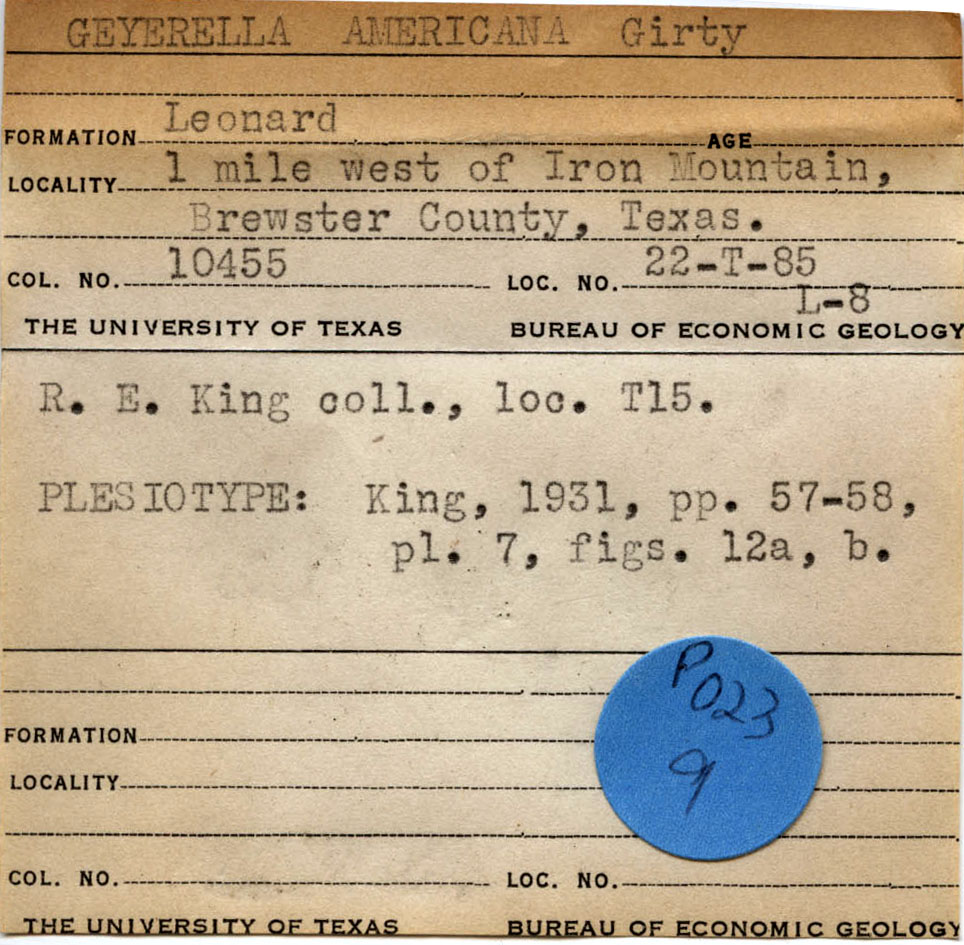 GEYERELLA AMERICANA Girty
FORMATION Leonard AGE
LOCALITY 1 mile west of Iron Mountain,
Brewster County, Texas.
COL. NO. 10455 LOC. NO. 22-T-85
L-8
THE UNIVERSITY OF TEXAS BUREAU OF ECONOMIC GEOLOGY
R. E. King coll., loc. T15.
PLESIOTYPE: King, 1931, pp. 57-58,
pl. 7, figs. 12a, b.
P023
9
FORMATION
LOCALITY
COL. NO. LOC. NO.
THE UNIVERSITY OF TEXAS BUREAU OF ECONOMIC GEOLOGY